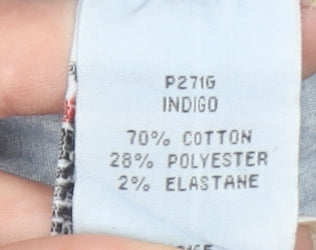 P271G
INDIGO
70% COTTON
28% POLYESTER
2% ELASTANE